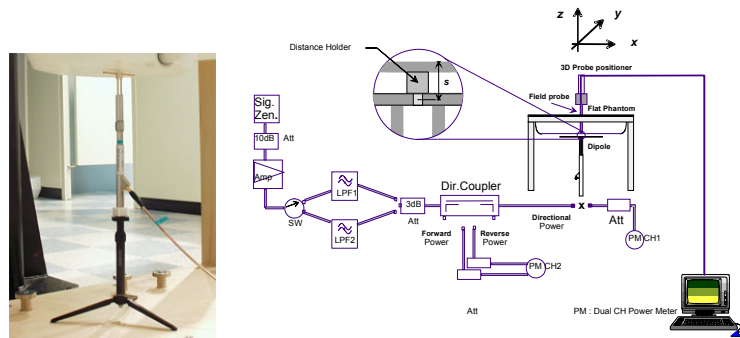 z
y
x
Distance Holder
s
3D Probe positioner
Field probe
Flat Phantom
Dipole
Sig.
Zen.
10dB
Att
Amp
SW
LPF1
LPF2
3dB
Att
Dir.Coupler
Forward
Power
Reverse
Power
x
Directional
Power
Att
PM CH1
PM CH2
Att
PM : Dual CH Power Meter